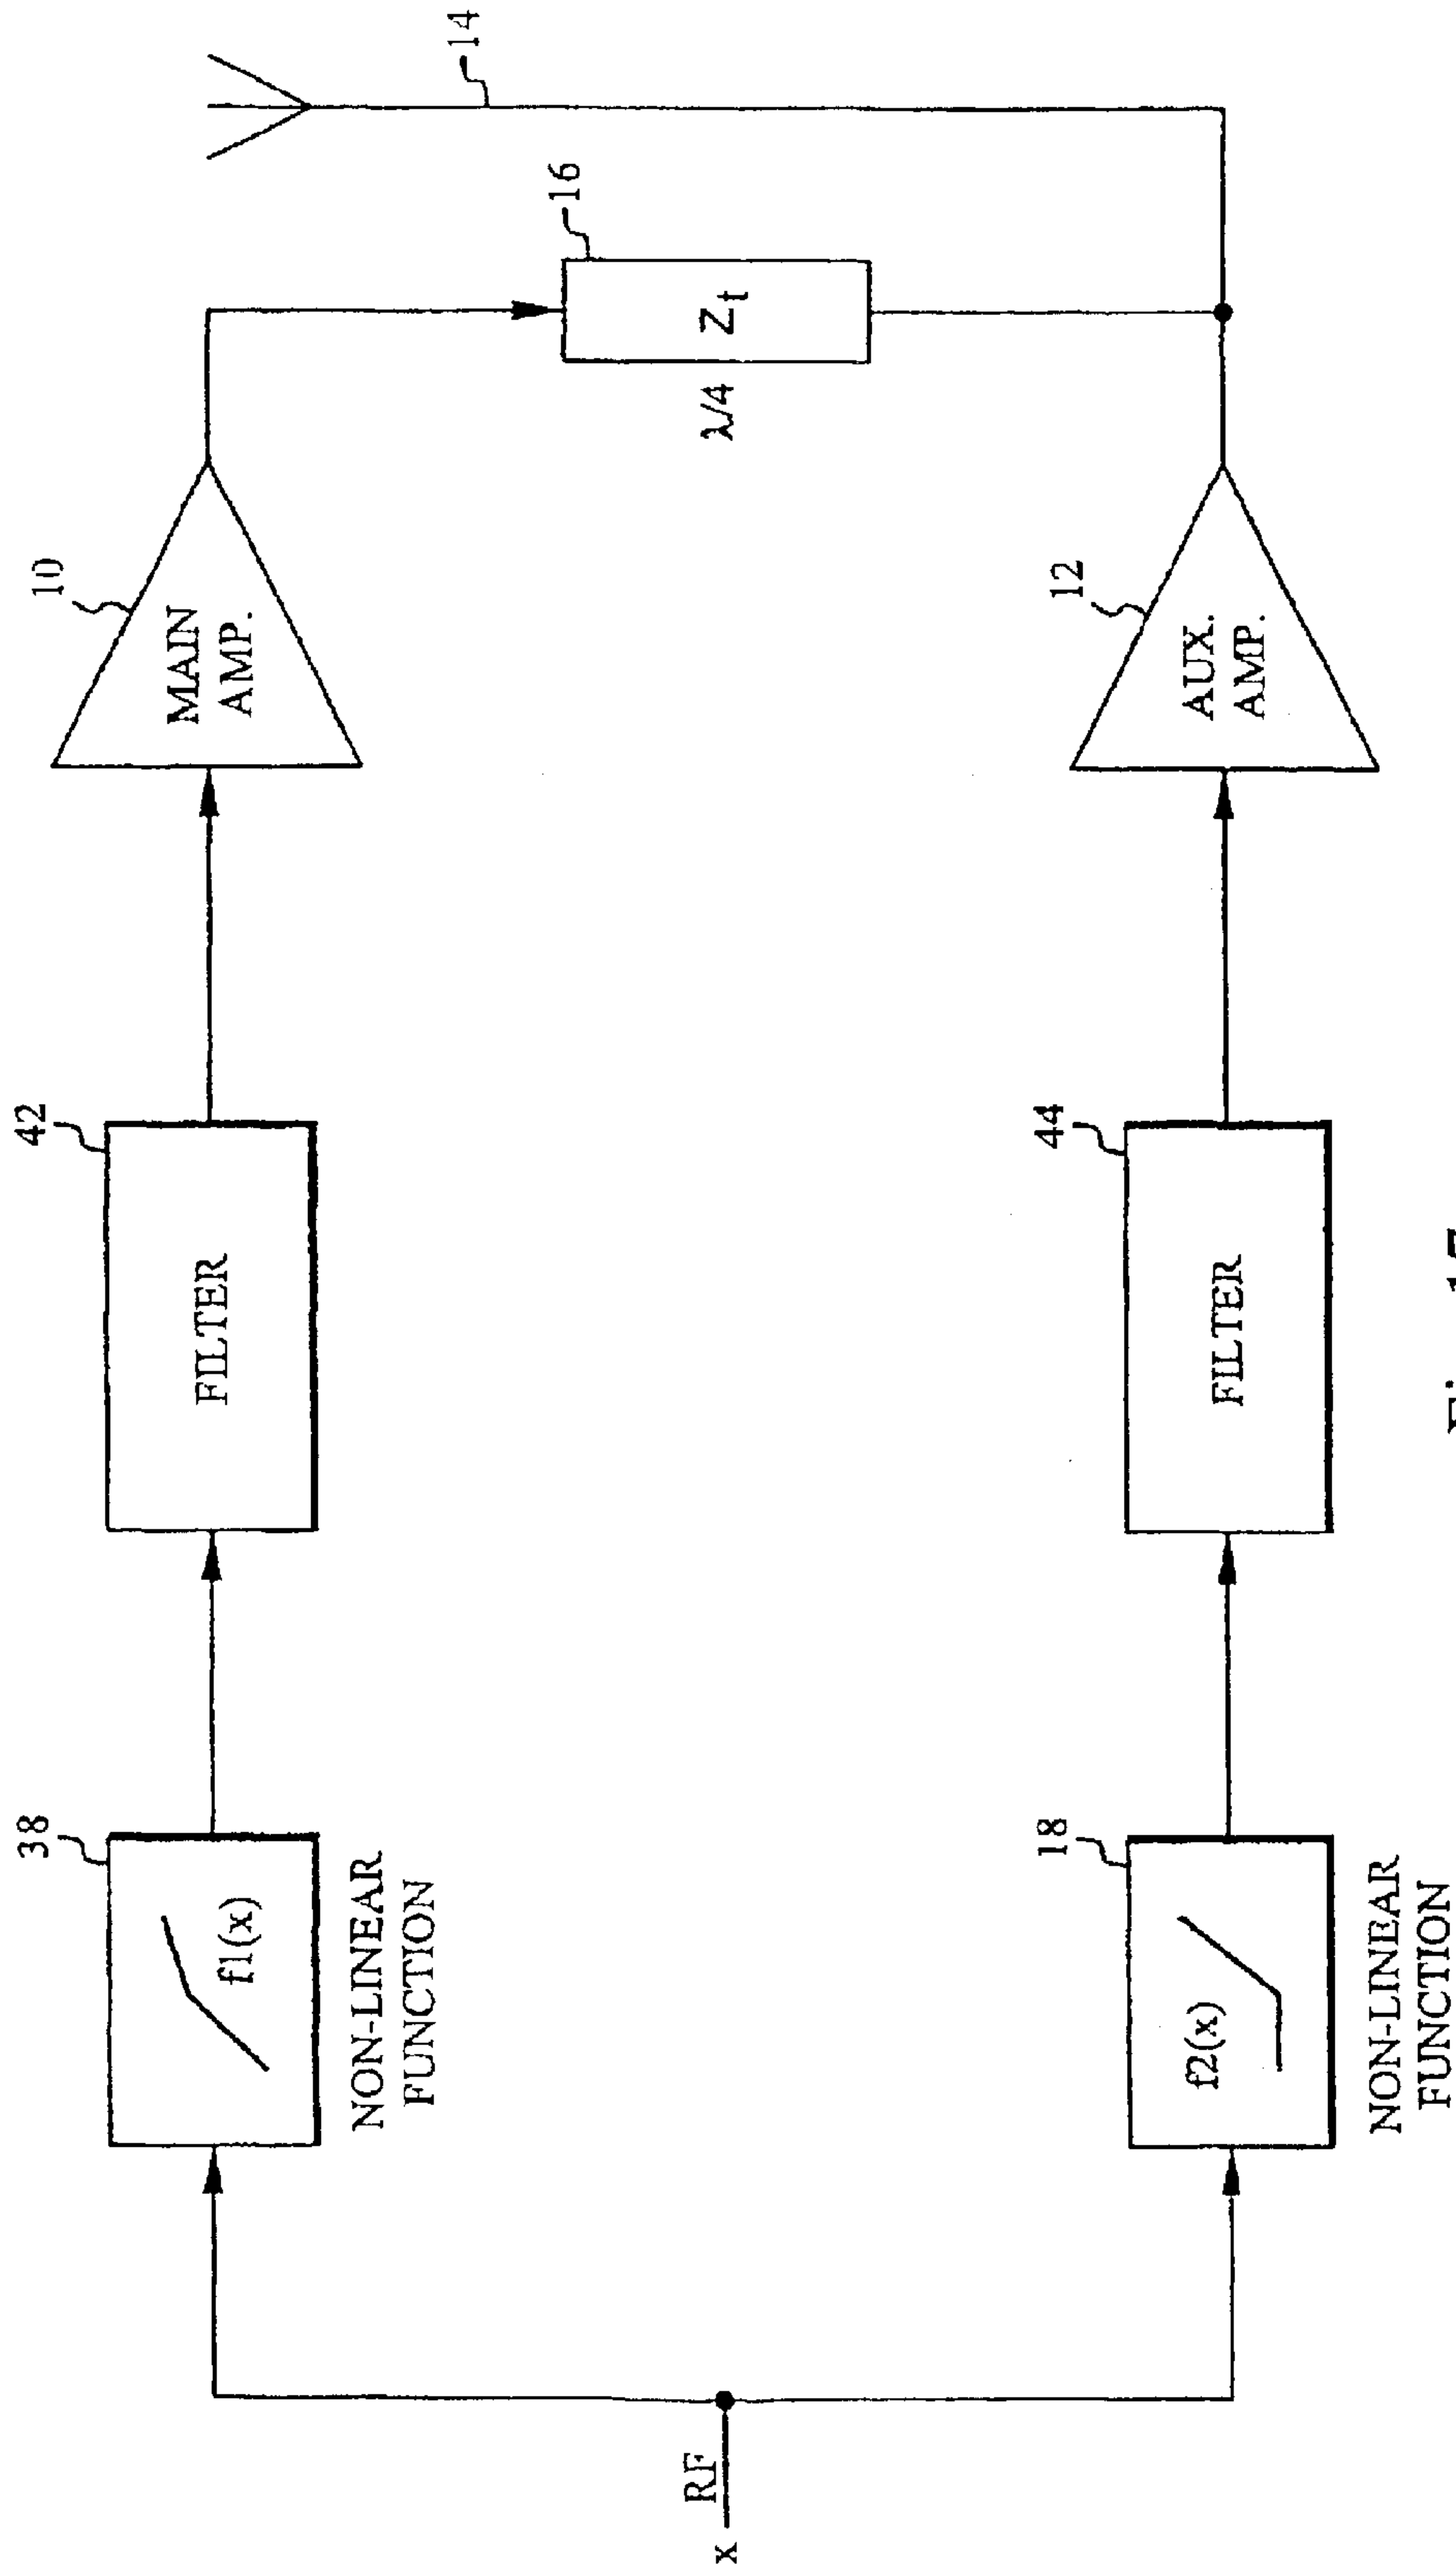 38
f1(x)
NON-LINEAR
FUNCTION
42
FILTER
10
MAIN
AMP.
14
16
Zt
λ/4
x
RF
18
f2(x)
NON-LINEAR
FUNCTION
44
FILTER
12
AUX.
AMP.